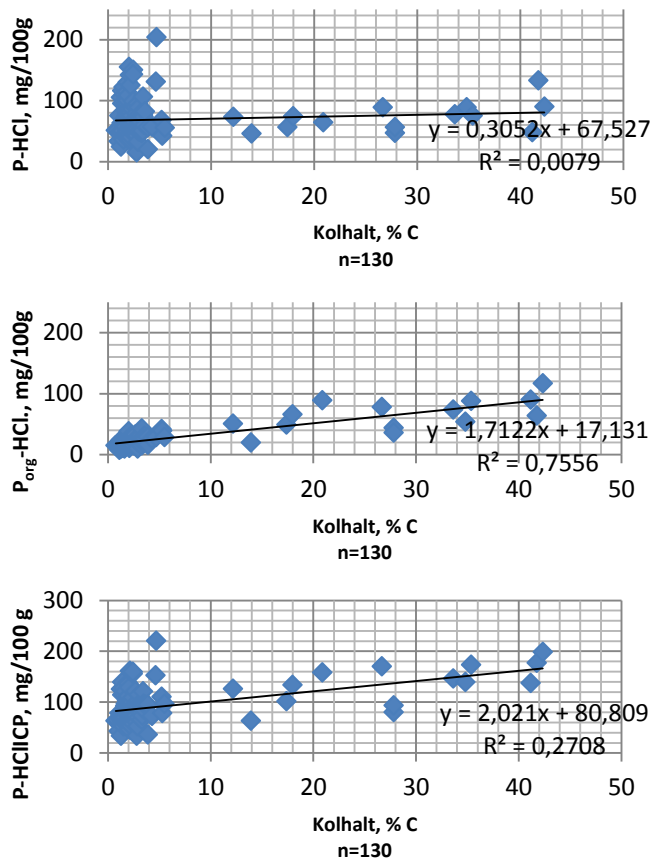 P-HCl, mg/100g
200
100
0
y = 0,3052x + 67,527
R² = 0,0079
0 10 20 30 40 50
Kolhalt, % C
n=130
Porg-HCl., mg/100g
200
100
0
y = 1,7122x + 17,131
R² = 0,7556
0 10 20 30 40 50
Kolhalt, % C
n=130
P-HClICP, mg/100 g
300
200
100
0
y = 2,021x + 80,809
R² = 0,2708
0 10 20 30 40 50
Kolhalt, % C
n=130